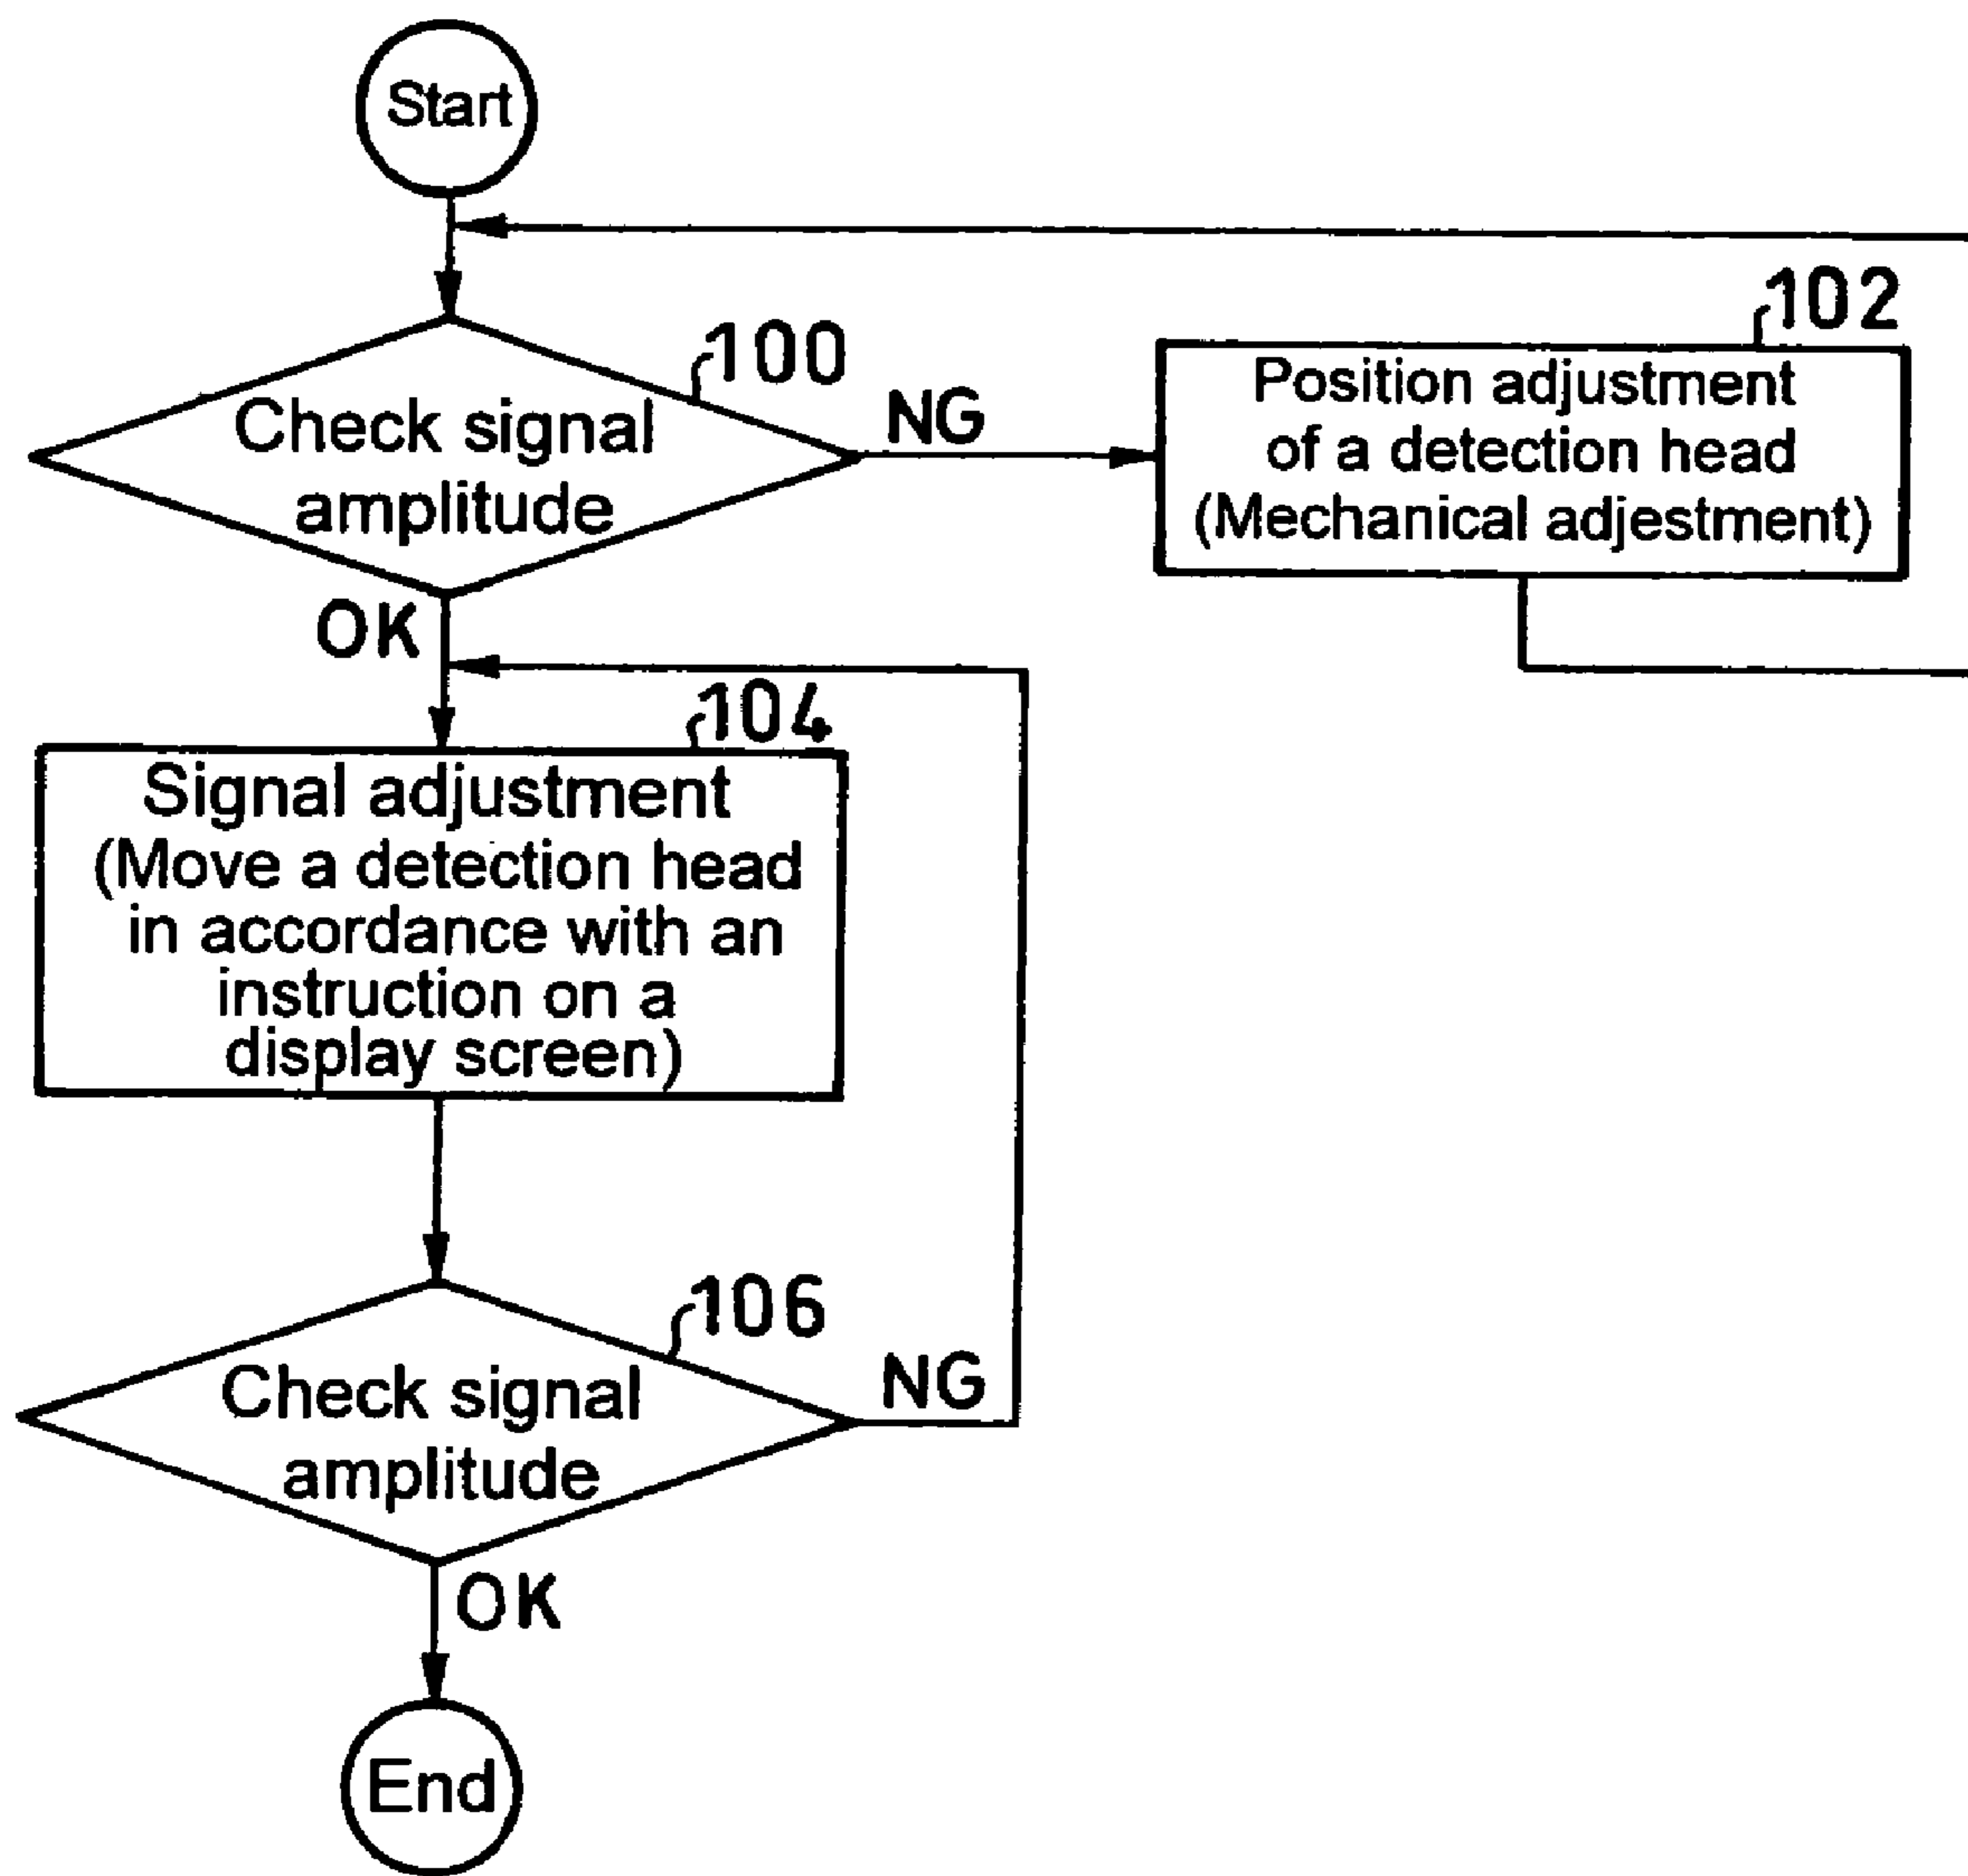 Start
100
Check signal
amplitude
NG
102
Position adjustment
of a detection head
(Mechanical adjestment)
OK
104
Signal adjustment
(Move a detection head
in accordance with an
instruction on a
display screen)
106
Check signal
amplitude
NG
OK
End